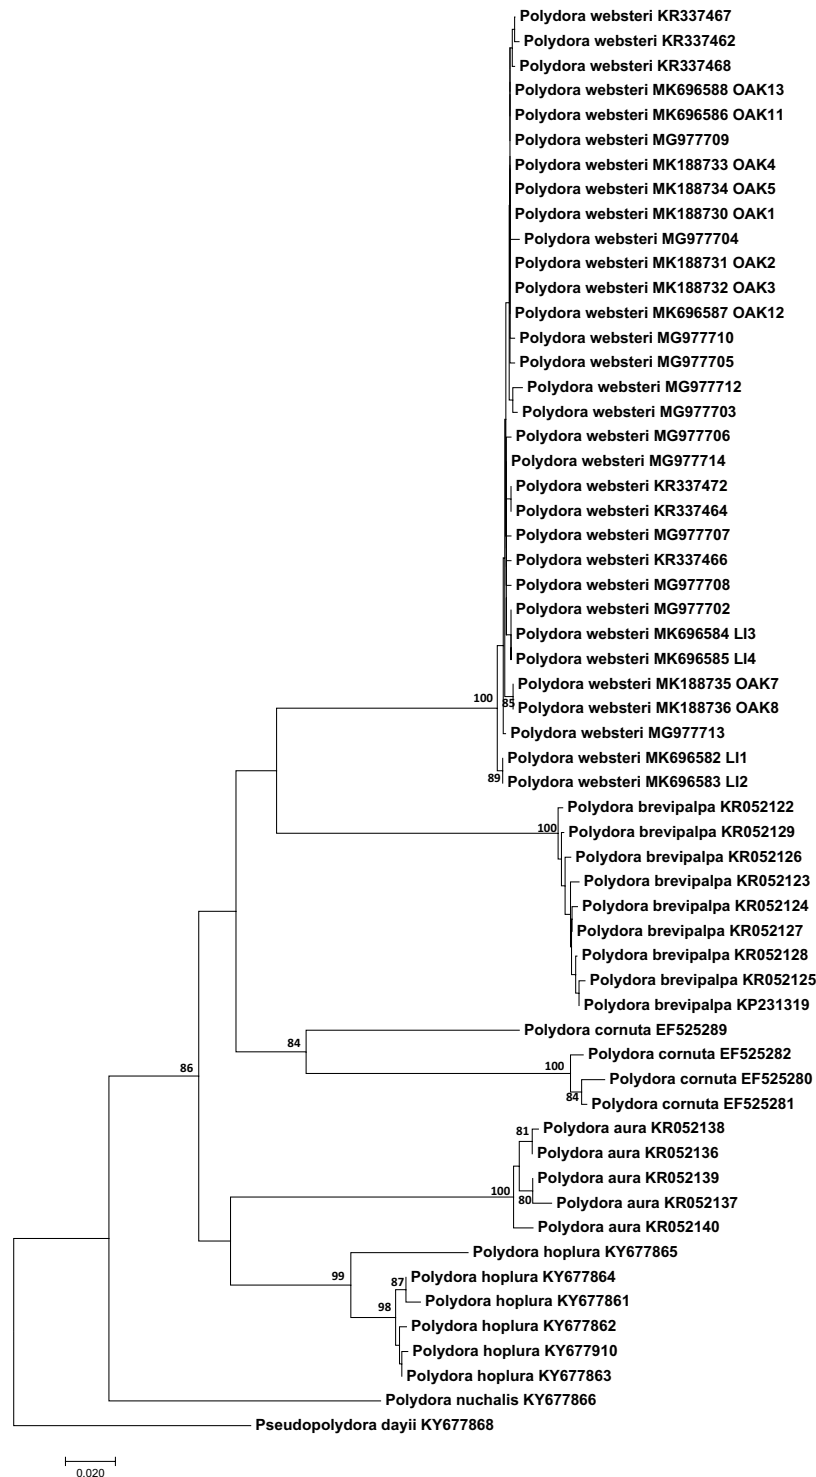 Polydora websteri KR337467
Polydora websteri KR337462
Polydora websteri KR337468
Polydora websteri MK696588 OAK13
Polydora websteri MK696586 OAK11
Polydora websteri MG977709
Polydora websteri MK188733 OAK4
Polydora websteri MK188734 OAK5
Polydora websteri MK188730 OAK1
Polydora websteri MG977704
Polydora websteri MK188731 OAK2
Polydora websteri MK188732 OAK3
Polydora websteri MK696587 OAK12
Polydora websteri MG977710
Polydora websteri MG977705
Polydora websteri MG977712
Polydora websteri MG977703
Polydora websteri MG977706
Polydora websteri MG977714
Polydora websteri KR337472
Polydora websteri KR337464
Polydora websteri MG977707
Polydora websteri KR337466
Polydora websteri MG977708
Polydora websteri MG977702
Polydora websteri MK696584 LI3
Polydora websteri MK696585 LI4
Polydora websteri MK188735 OAK7
100
85
Polydora websteri MK188736 OAK8
Polydora websteri MG977713
Polydora websteri MK696582 LI1
89
Polydora websteri MK696583 LI2
Polydora brevipalpa KR052122
100
Polydora brevipalpa KR052129
Polydora brevipalpa KR052126
Polydora brevipalpa KR052123
Polydora brevipalpa KR052124
Polydora brevipalpa KR052127
Polydora brevipalpa KR052128
Polydora brevipalpa KR052125
Polydora brevipalpa KP231319
Polydora cornuta EF525289
84
Polydora cornuta EF525282
100
86
Polydora cornuta EF525280
84
Polydora cornuta EF525281
81
Polydora aura KR052138
Polydora aura KR052136
Polydora aura KR052139
100
80
Polydora aura KR052137
Polydora aura KR052140
Polydora hoplura KY677865
99
87
Polydora hoplura KY677864
Polydora hoplura KY677861
98
Polydora hoplura KY677862
Polydora hoplura KY677910
Polydora hoplura KY677863
Polydora nuchalis KY677866
Pseudopolydora dayii KY677868
0.020